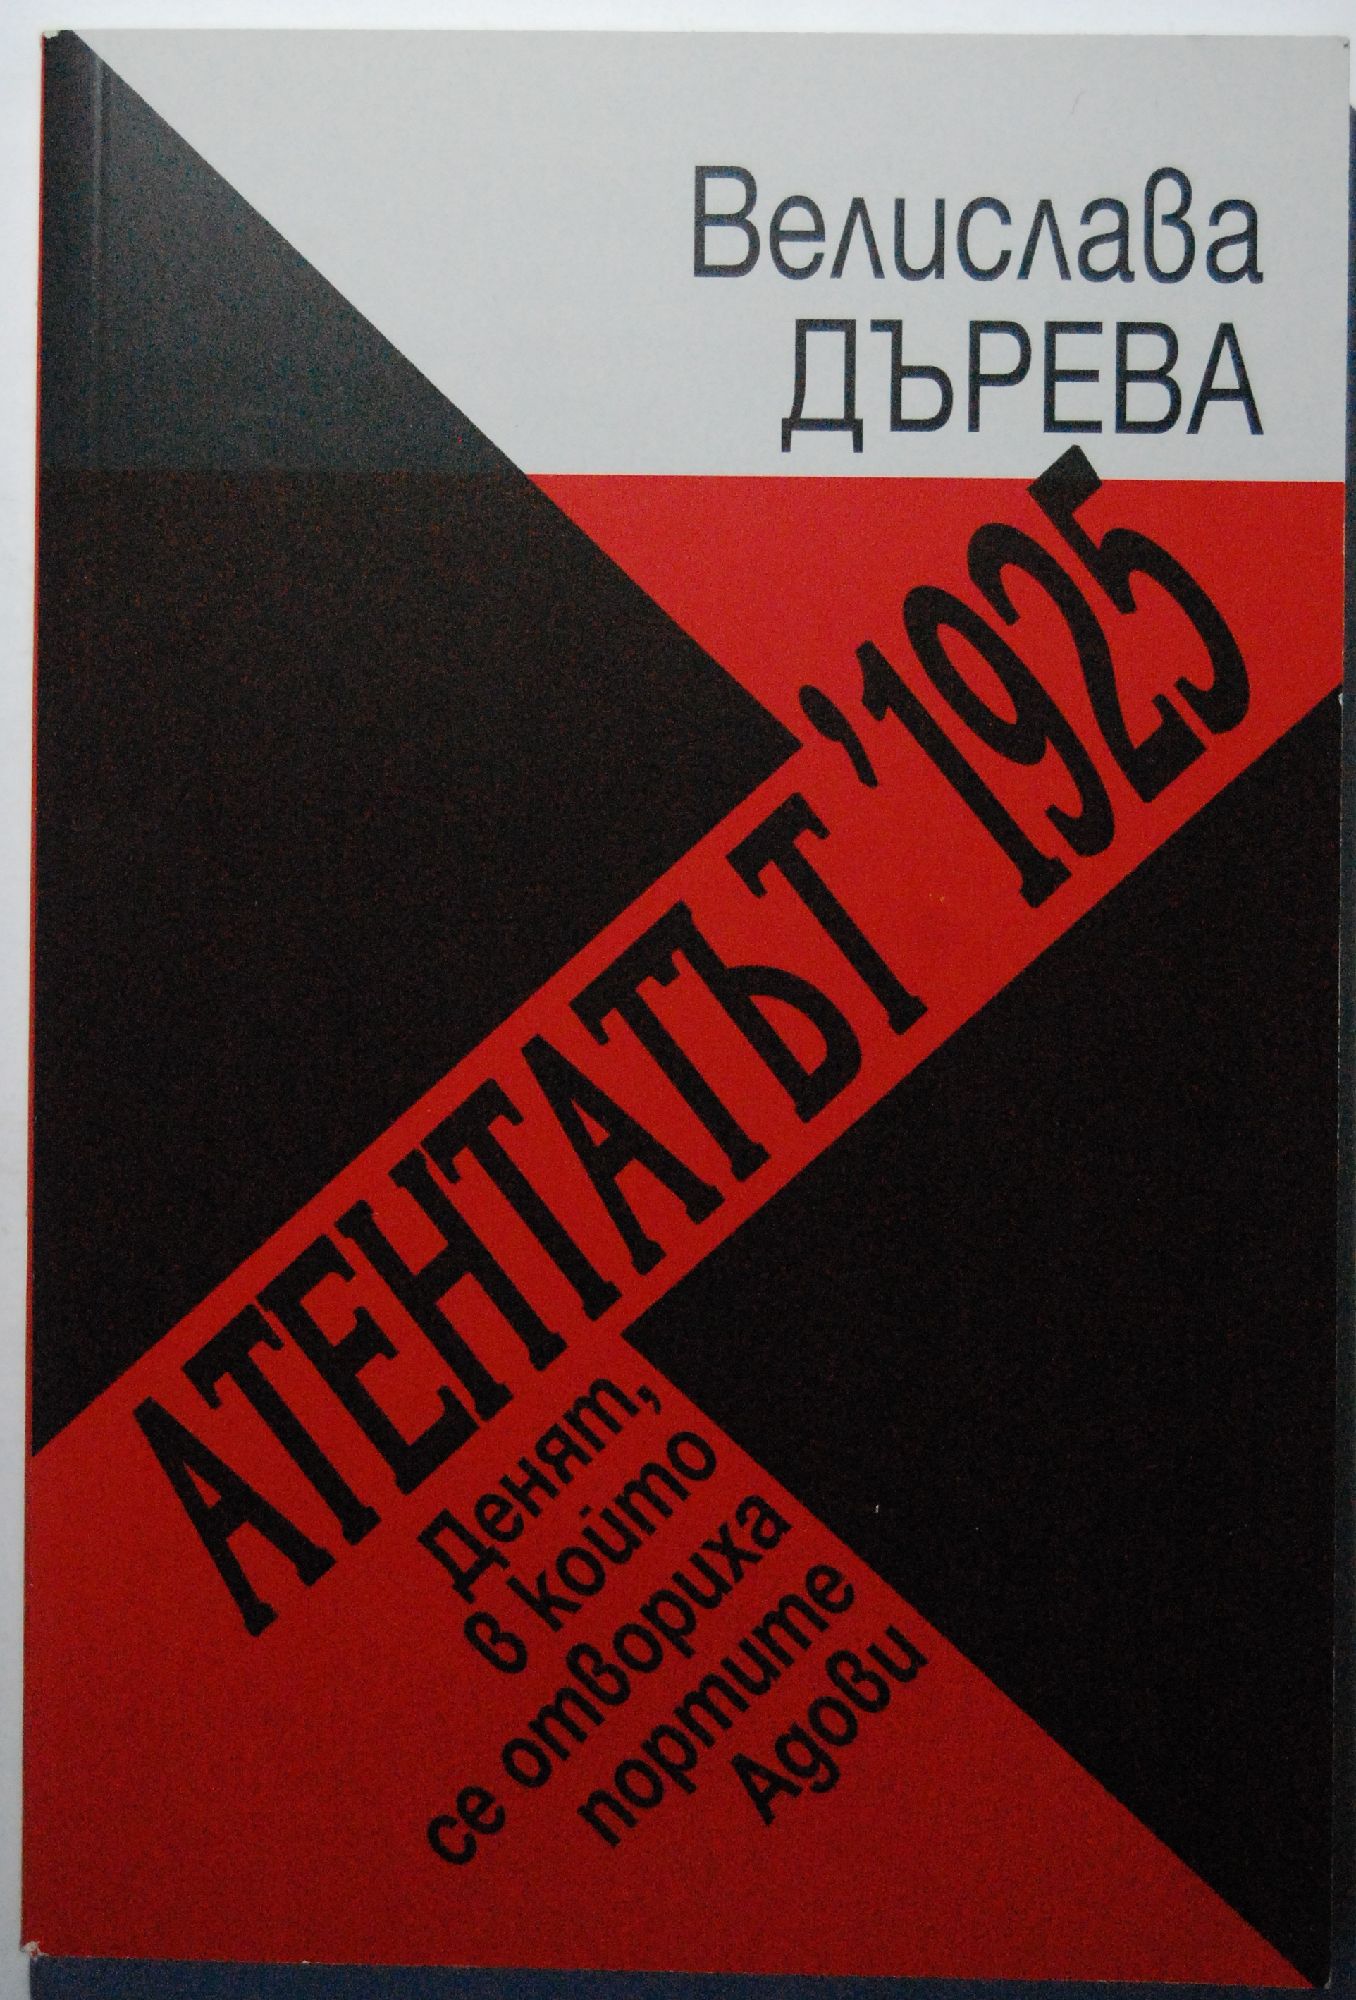 Велислава
ДЪРЕВА
АТЕНТАТЪТ '1925
Денят,
в който
се отвориха
портите
Адови